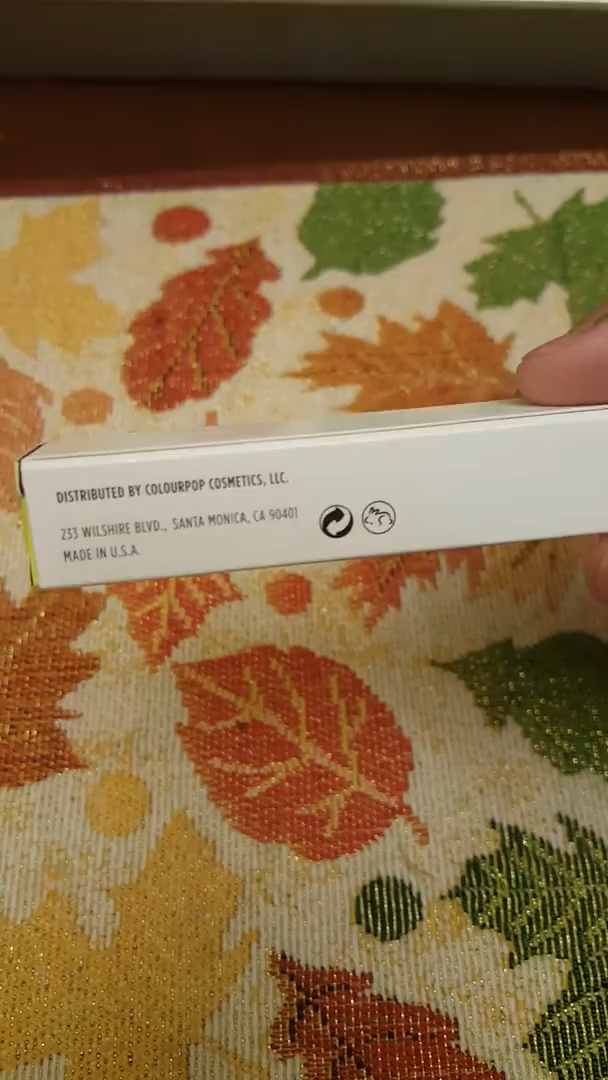 DISTRIBUTED BY COLOURPOP COSMETICS, LLC.
233 WILSHIRE BLVD., SANTA MONICA, CA 90401
MADE IN U.S.A.